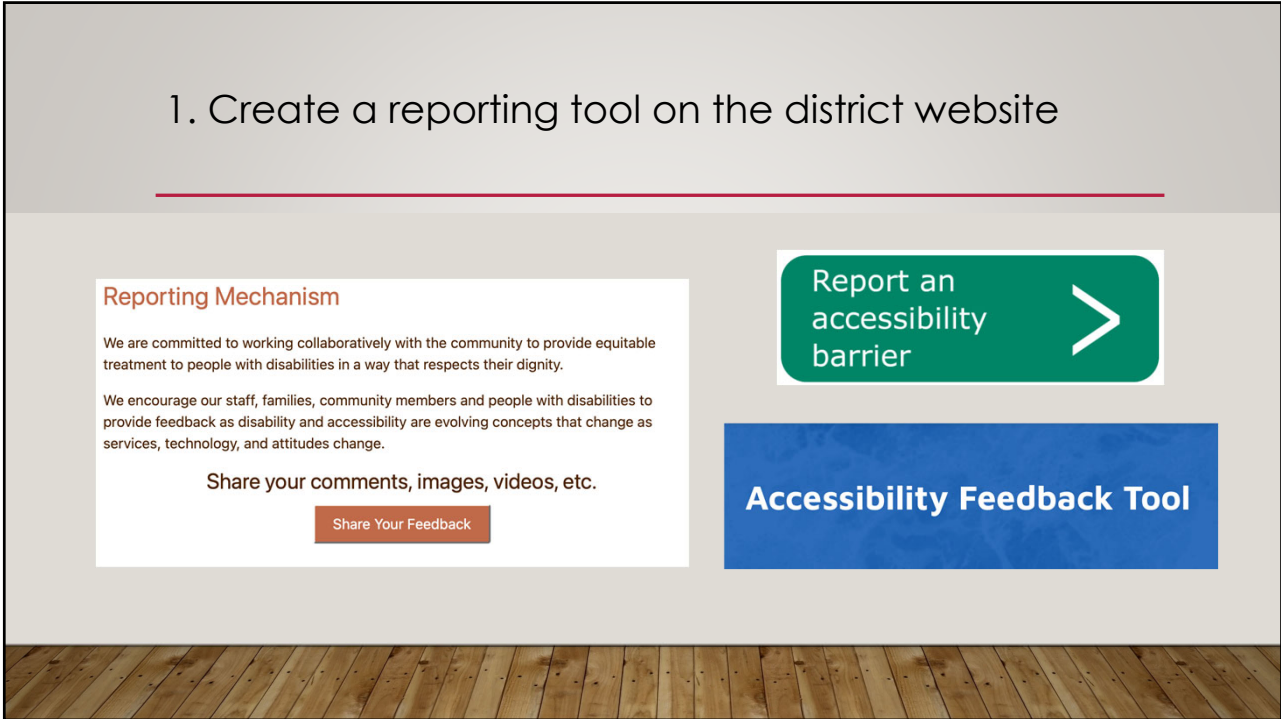 1. Create a reporting tool on the district website
Reporting Mechanism
We are committed to working collaboratively with the community to provide equitable
treatment to people with disabilities in a way that respects their dignity.
We encourage our staff, families, community members and people with disabilities to
provide feedback as disability and accessibility are evolving concepts that change as
services, technology, and attitudes change.
Share your comments, images, videos, etc.
Share Your Feedback
Report an
accessibility
barrier
>
Accessibility Feedback Tool